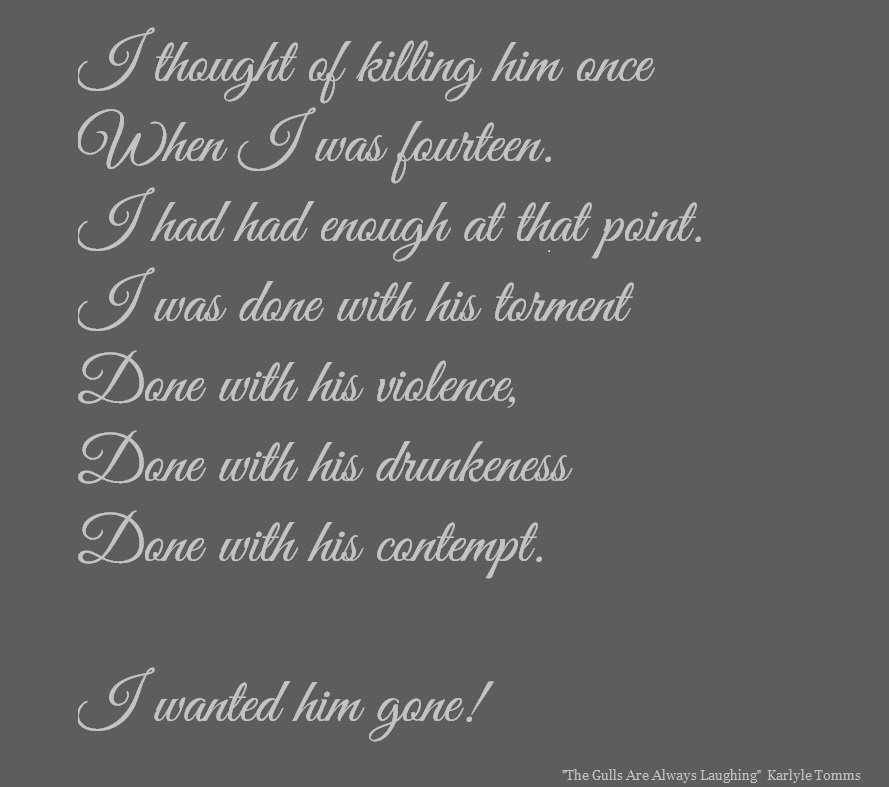 I thought of killing him once
When I was fourteen.
I had had enough at that point.
I was done with his torment
Done with his violence,
Done with his drunkeness
Done with his contempt.
I wanted him gone!
"The Gulls Are Always Laughing" Karlyle Tomms